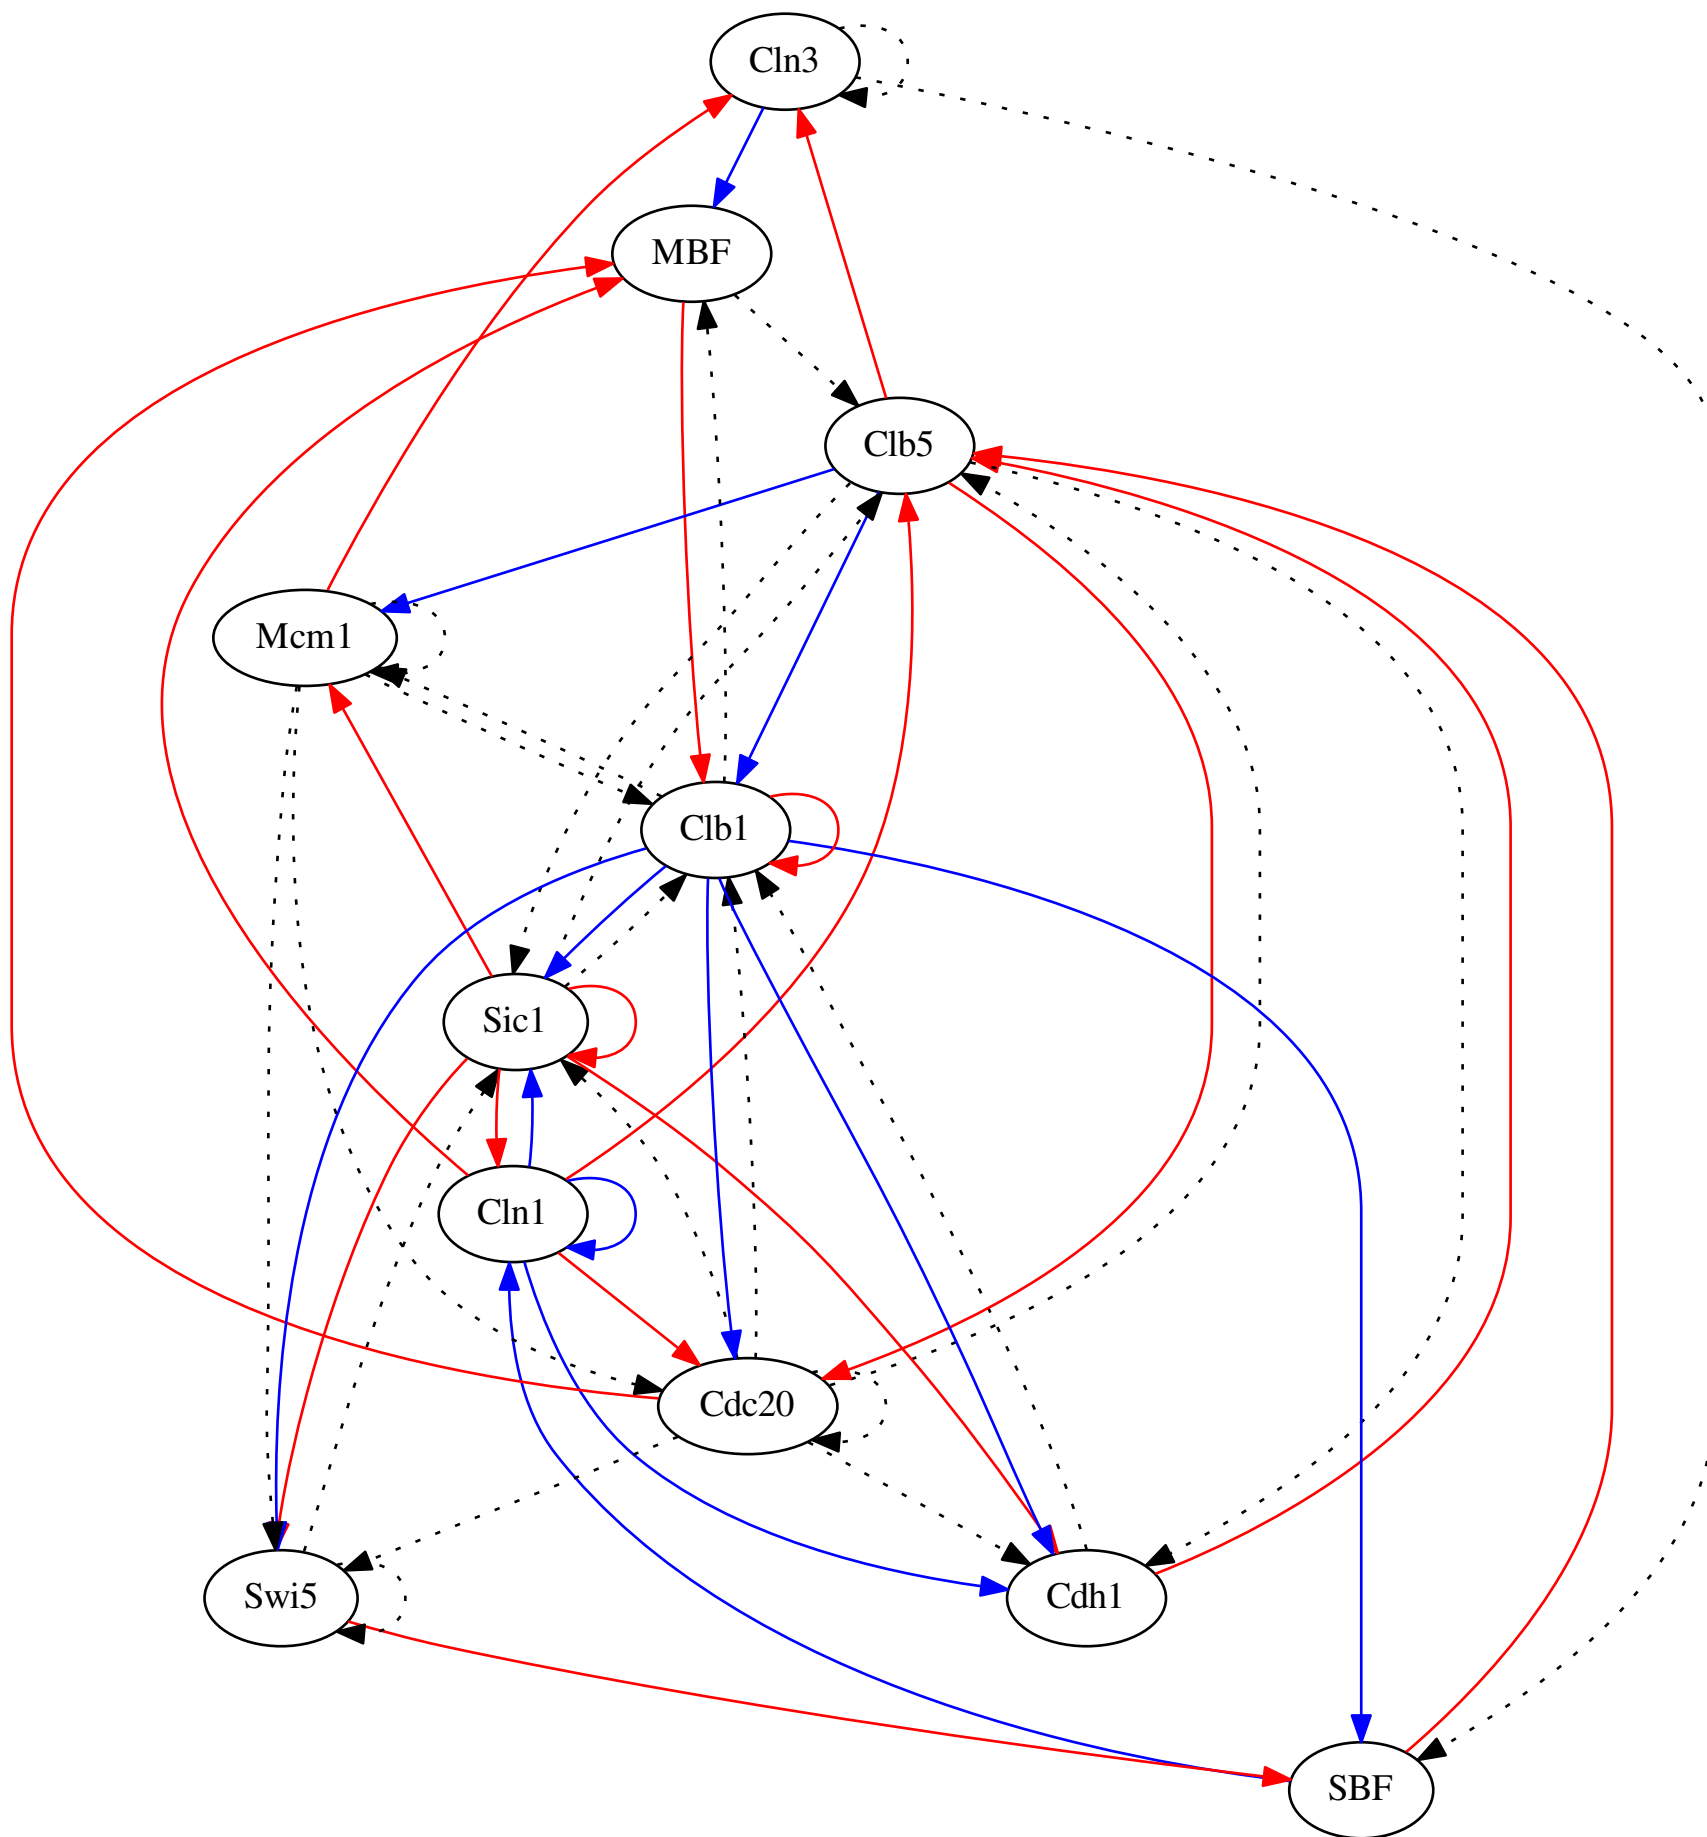 Cln3
MBF
Clb5
Mcm1
Clb1
Sic1
Cln1
Cdc20
Swi5
Cdh1
SBF